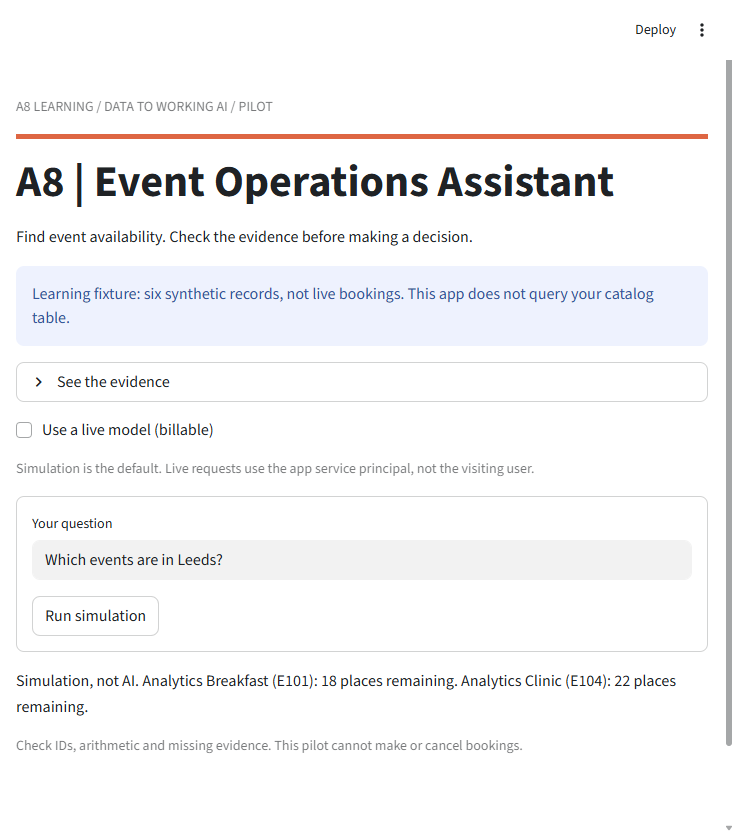 Deploy
A8 LEARNING / DATA TO WORKING AI / PILOT
A8 | Event Operations Assistant
Find event availability. Check the evidence before making a decision.
Learning fixture: six synthetic records, not live bookings. This app does not query your catalog
table.
See the evidence
Use a live model (billable)
Simulation is the default. Live requests use the app service principal, not the visiting user.
Your question
Which events are in Leeds?
Run simulation
Simulation, not AI. Analytics Breakfast (E101): 18 places remaining. Analytics Clinic (E104): 22 places
remaining.
Check IDs, arithmetic and missing evidence. This pilot cannot make or cancel bookings.